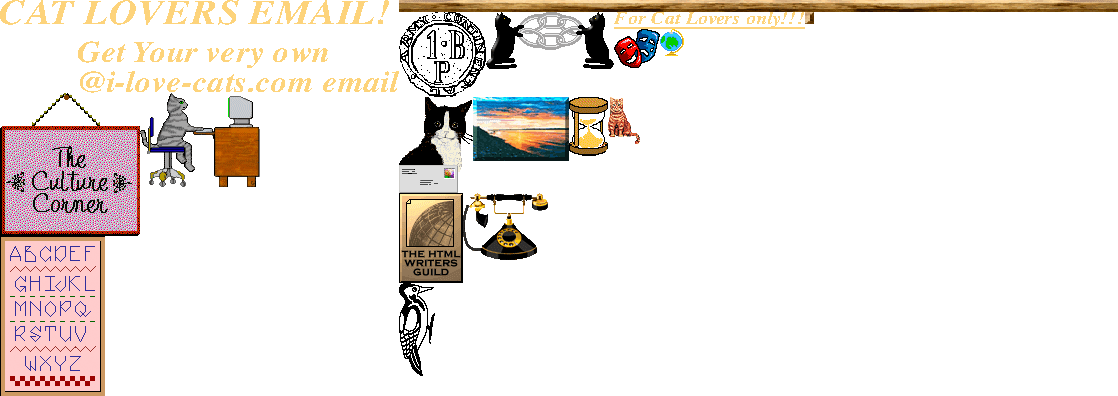 CAT LOVERS EMAIL!
Get Your very own
@i-love-cats.com email
For Cat Lovers only!!!!
1·B
P
The
Culture
Corner
THE HTML
WRITERS
GUILD
ABCDEF
GHIJKL
MNOPQ
RSTUV
WXYZ